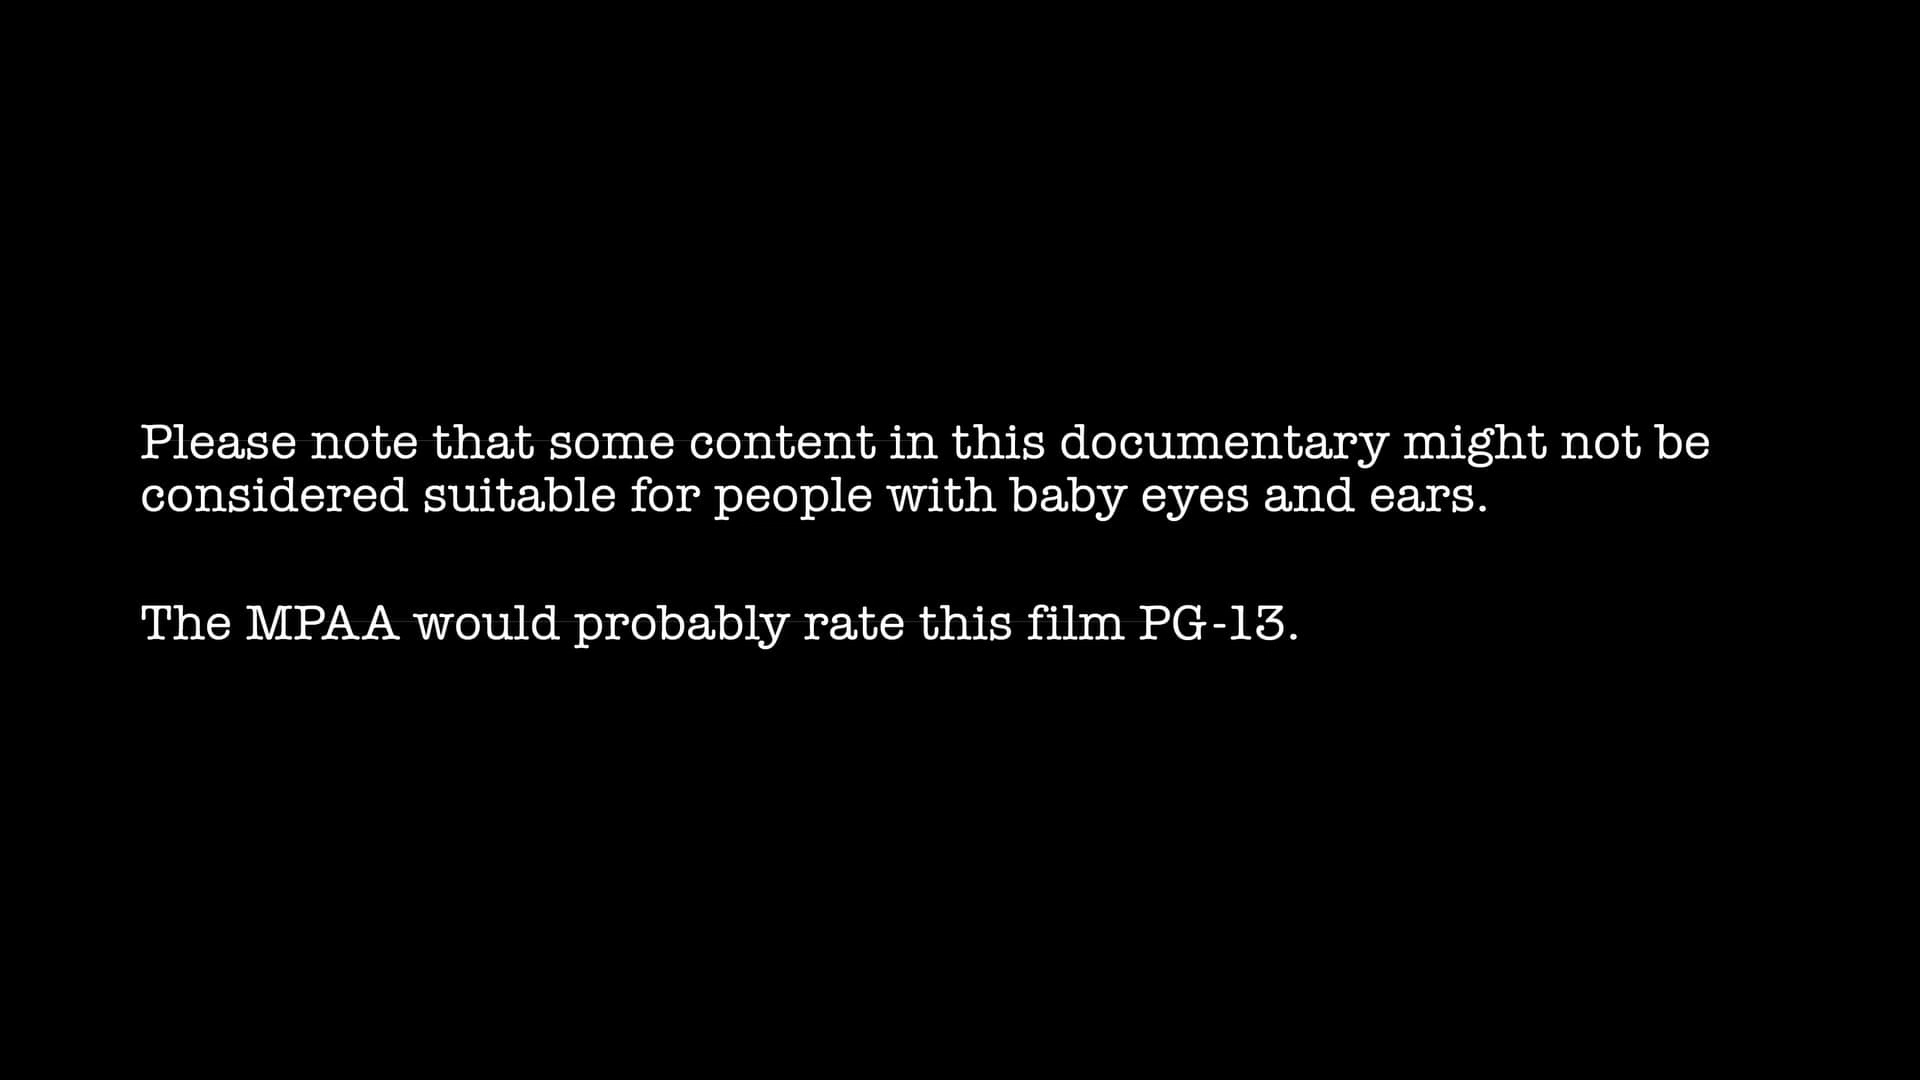 Please note that some content in this documentary might not be
considered suitable for people with baby eyes and ears.
The MPAA would probably rate this film PG-13.